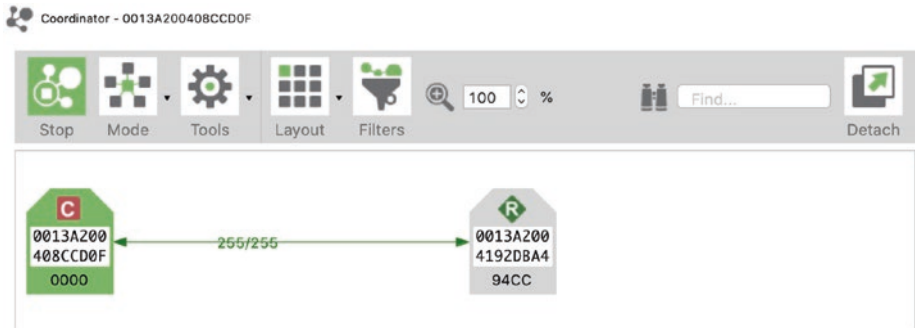 Coordinator - 0013A200408CCD0F
Stop Mode Tools Layout Filters 100 % Find... Detach
C
0013A200
408CCD0F
0000
255/255
R
0013A200
4192DBA4
94CC